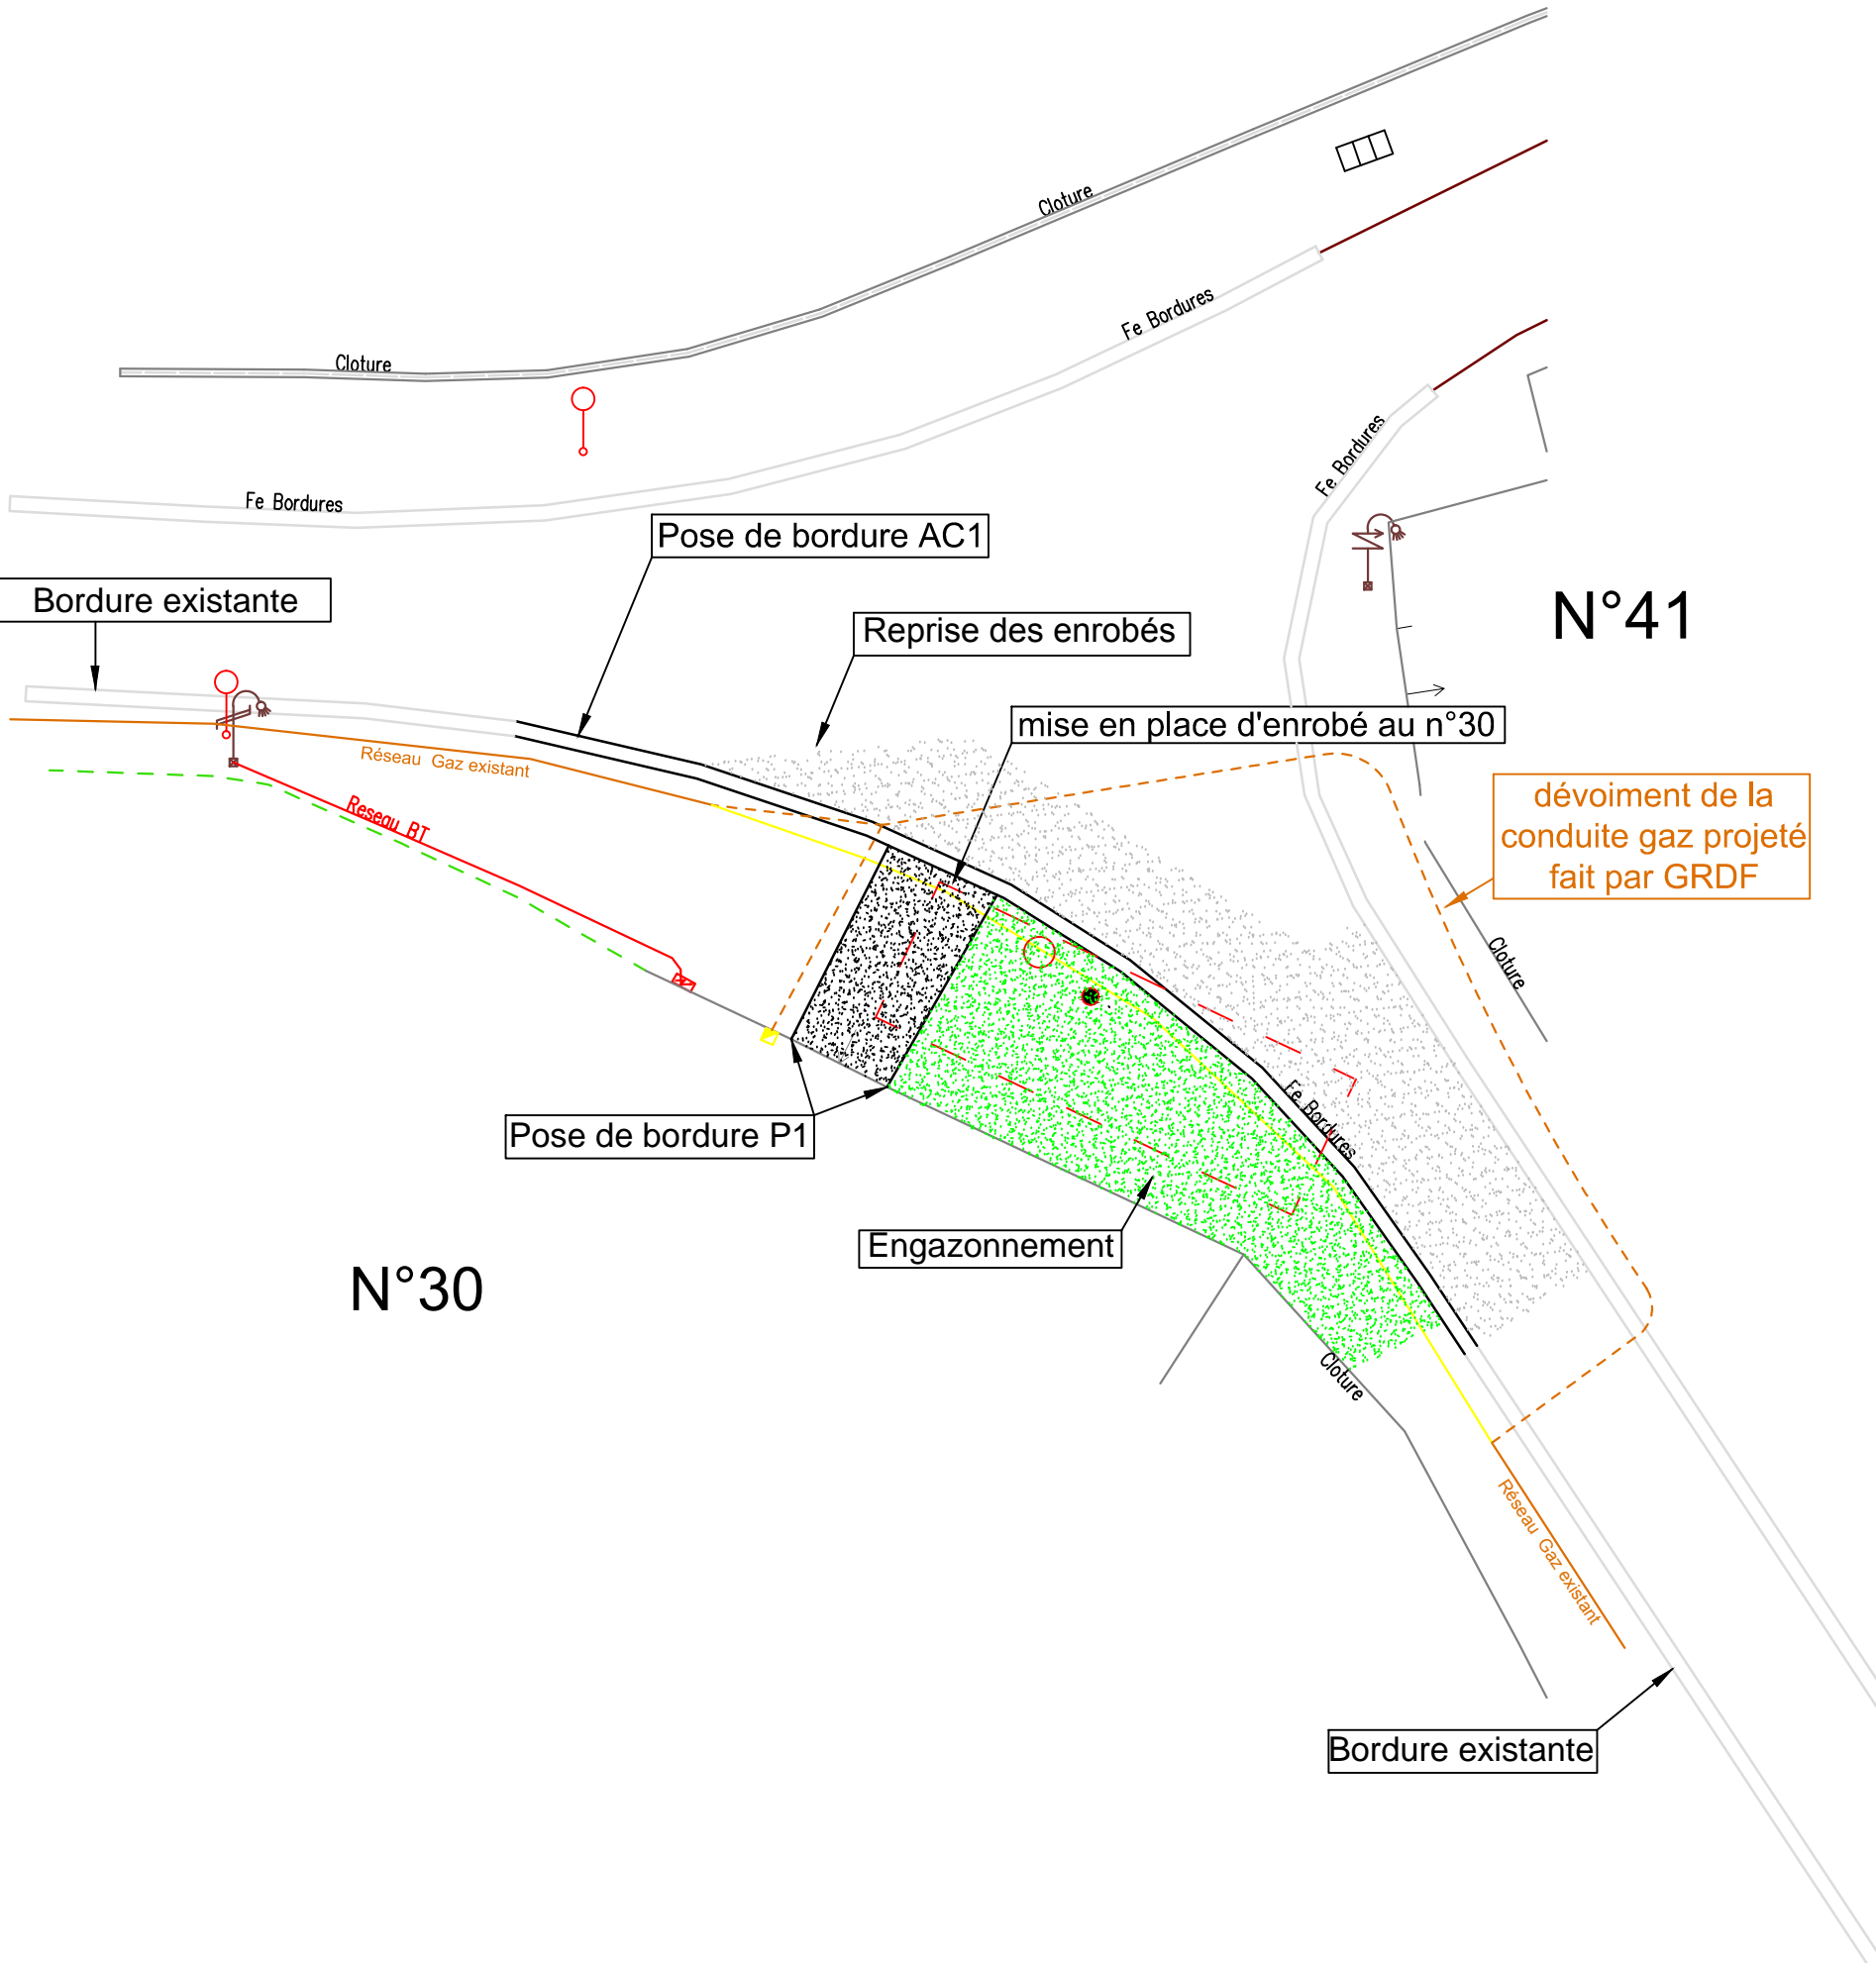 Cloture
Cloture
Fe Bordures
Fe Bordures
Fe Bordures
Pose de bordure AC1
Bordure existante
N°41
Reprise des enrobés
mise en place d'enrobé au n°30
Réseau Gaz existant
dévoiment de la
conduite gaz projeté
fait par GRDF
Reseau BT
Cloture
Fe Bordures
Pose de bordure P1
Engazonnement
N°30
Cloture
Réseau Gaz existant
Bordure existante